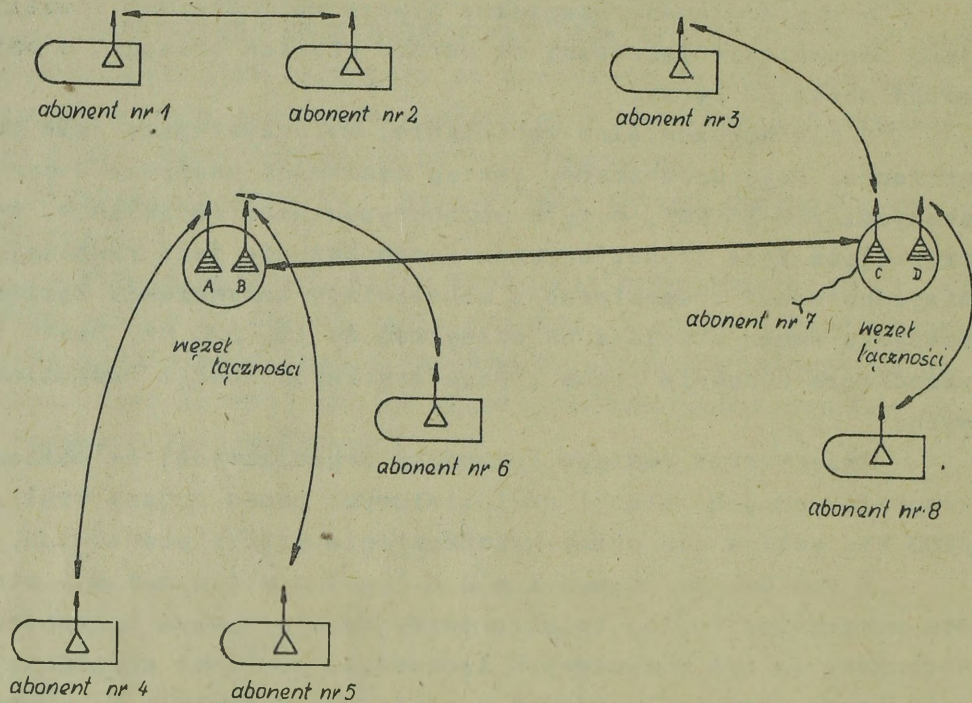 abonent nr 1
abonent nr 2
abonent nr 3
A B
C D
węzeł
łączności
abonent nr 7
węzeł
łączności
abonent nr 6
abonent nr 8
abonent nr 4
abonent nr 5